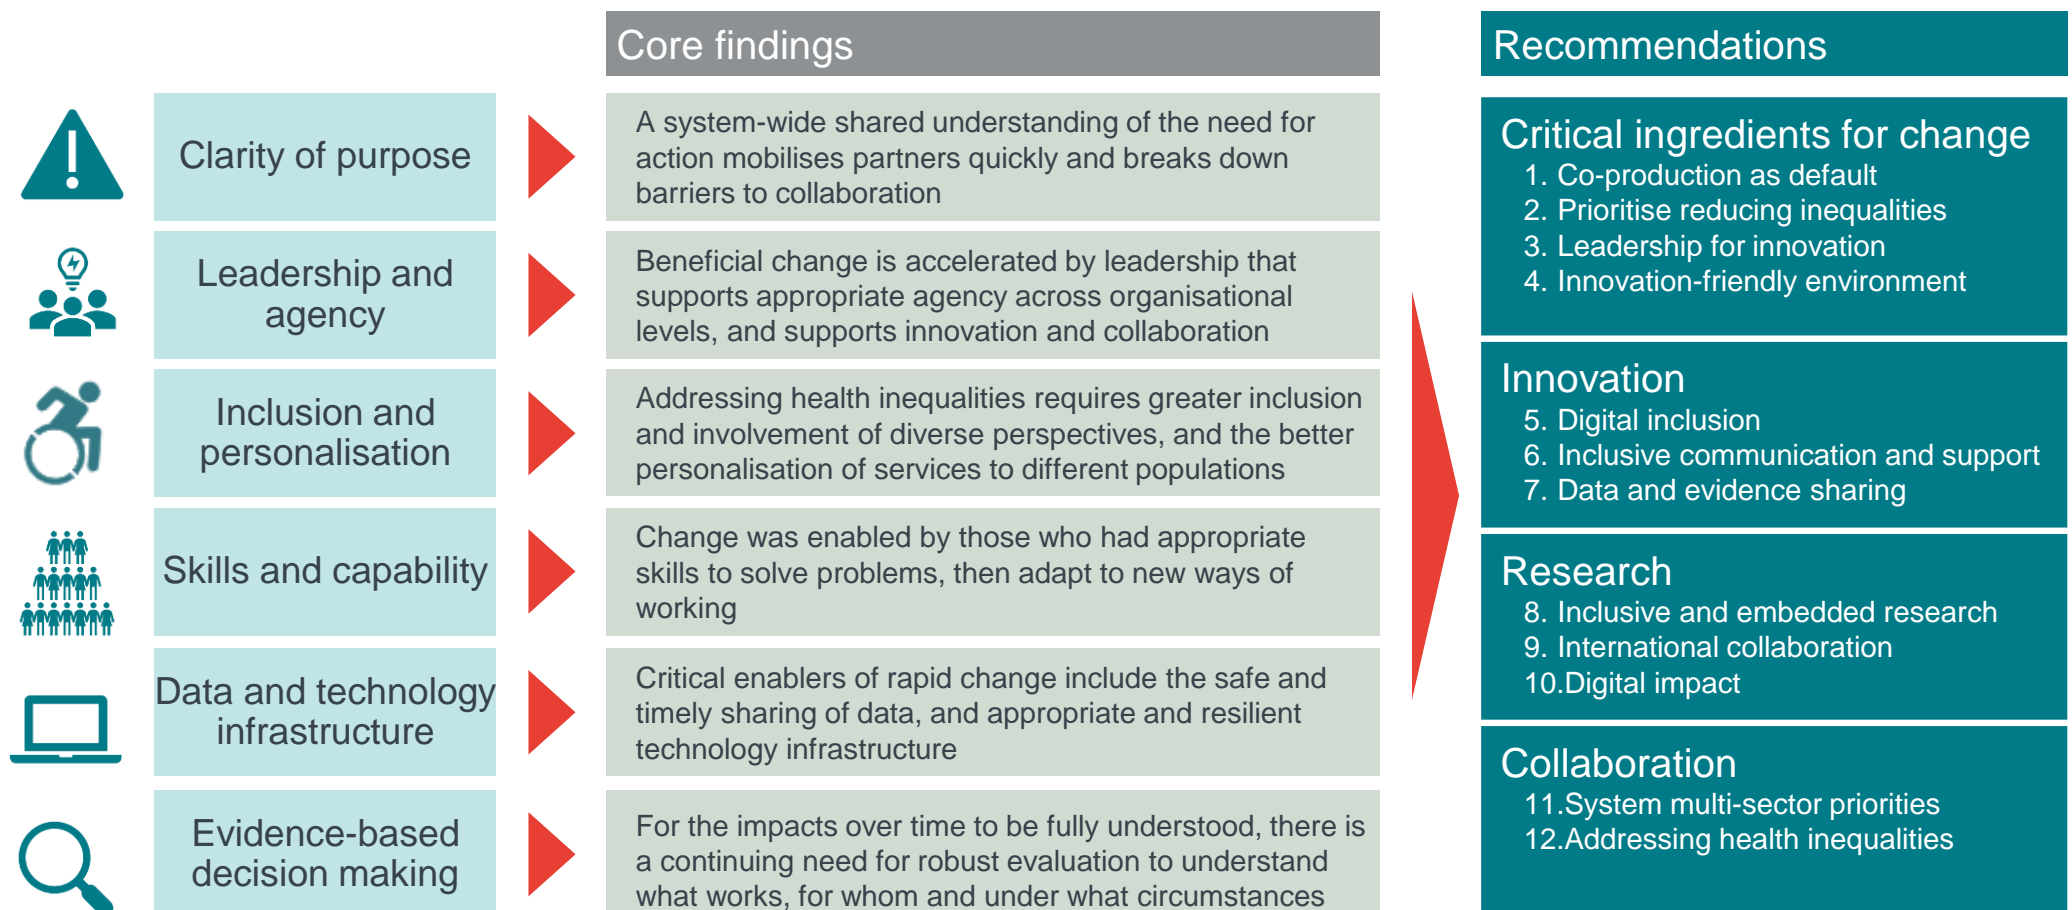 Core findings
Recommendations
Clarity of purpose
A system-wide shared understanding of the need for
action mobilises partners quickly and breaks down
barriers to collaboration
Leadership and
agency
Beneficial change is accelerated by leadership that
supports appropriate agency across organisational
levels, and supports innovation and collaboration
Inclusion and
personalisation
Addressing health inequalities requires greater inclusion
and involvement of diverse perspectives, and the better
personalisation of services to different populations
Skills and capability
Change was enabled by those who had appropriate
skills to solve problems, then adapt to new ways of
working
Data and technology
infrastructure
Critical enablers of rapid change include the safe and
timely sharing of data, and appropriate and resilient
technology infrastructure
Evidence-based
decision making
For the impacts over time to be fully understood, there is
a continuing need for robust evaluation to understand
what works, for whom and under what circumstances
Critical ingredients for change
1. Co-production as default
2. Prioritise reducing inequalities
3. Leadership for innovation
4. Innovation-friendly environment
Innovation
5. Digital inclusion
6. Inclusive communication and support
7. Data and evidence sharing
Research
8. Inclusive and embedded research
9. International collaboration
10.Digital impact
Collaboration
11.System multi-sector priorities
12.Addressing health inequalities